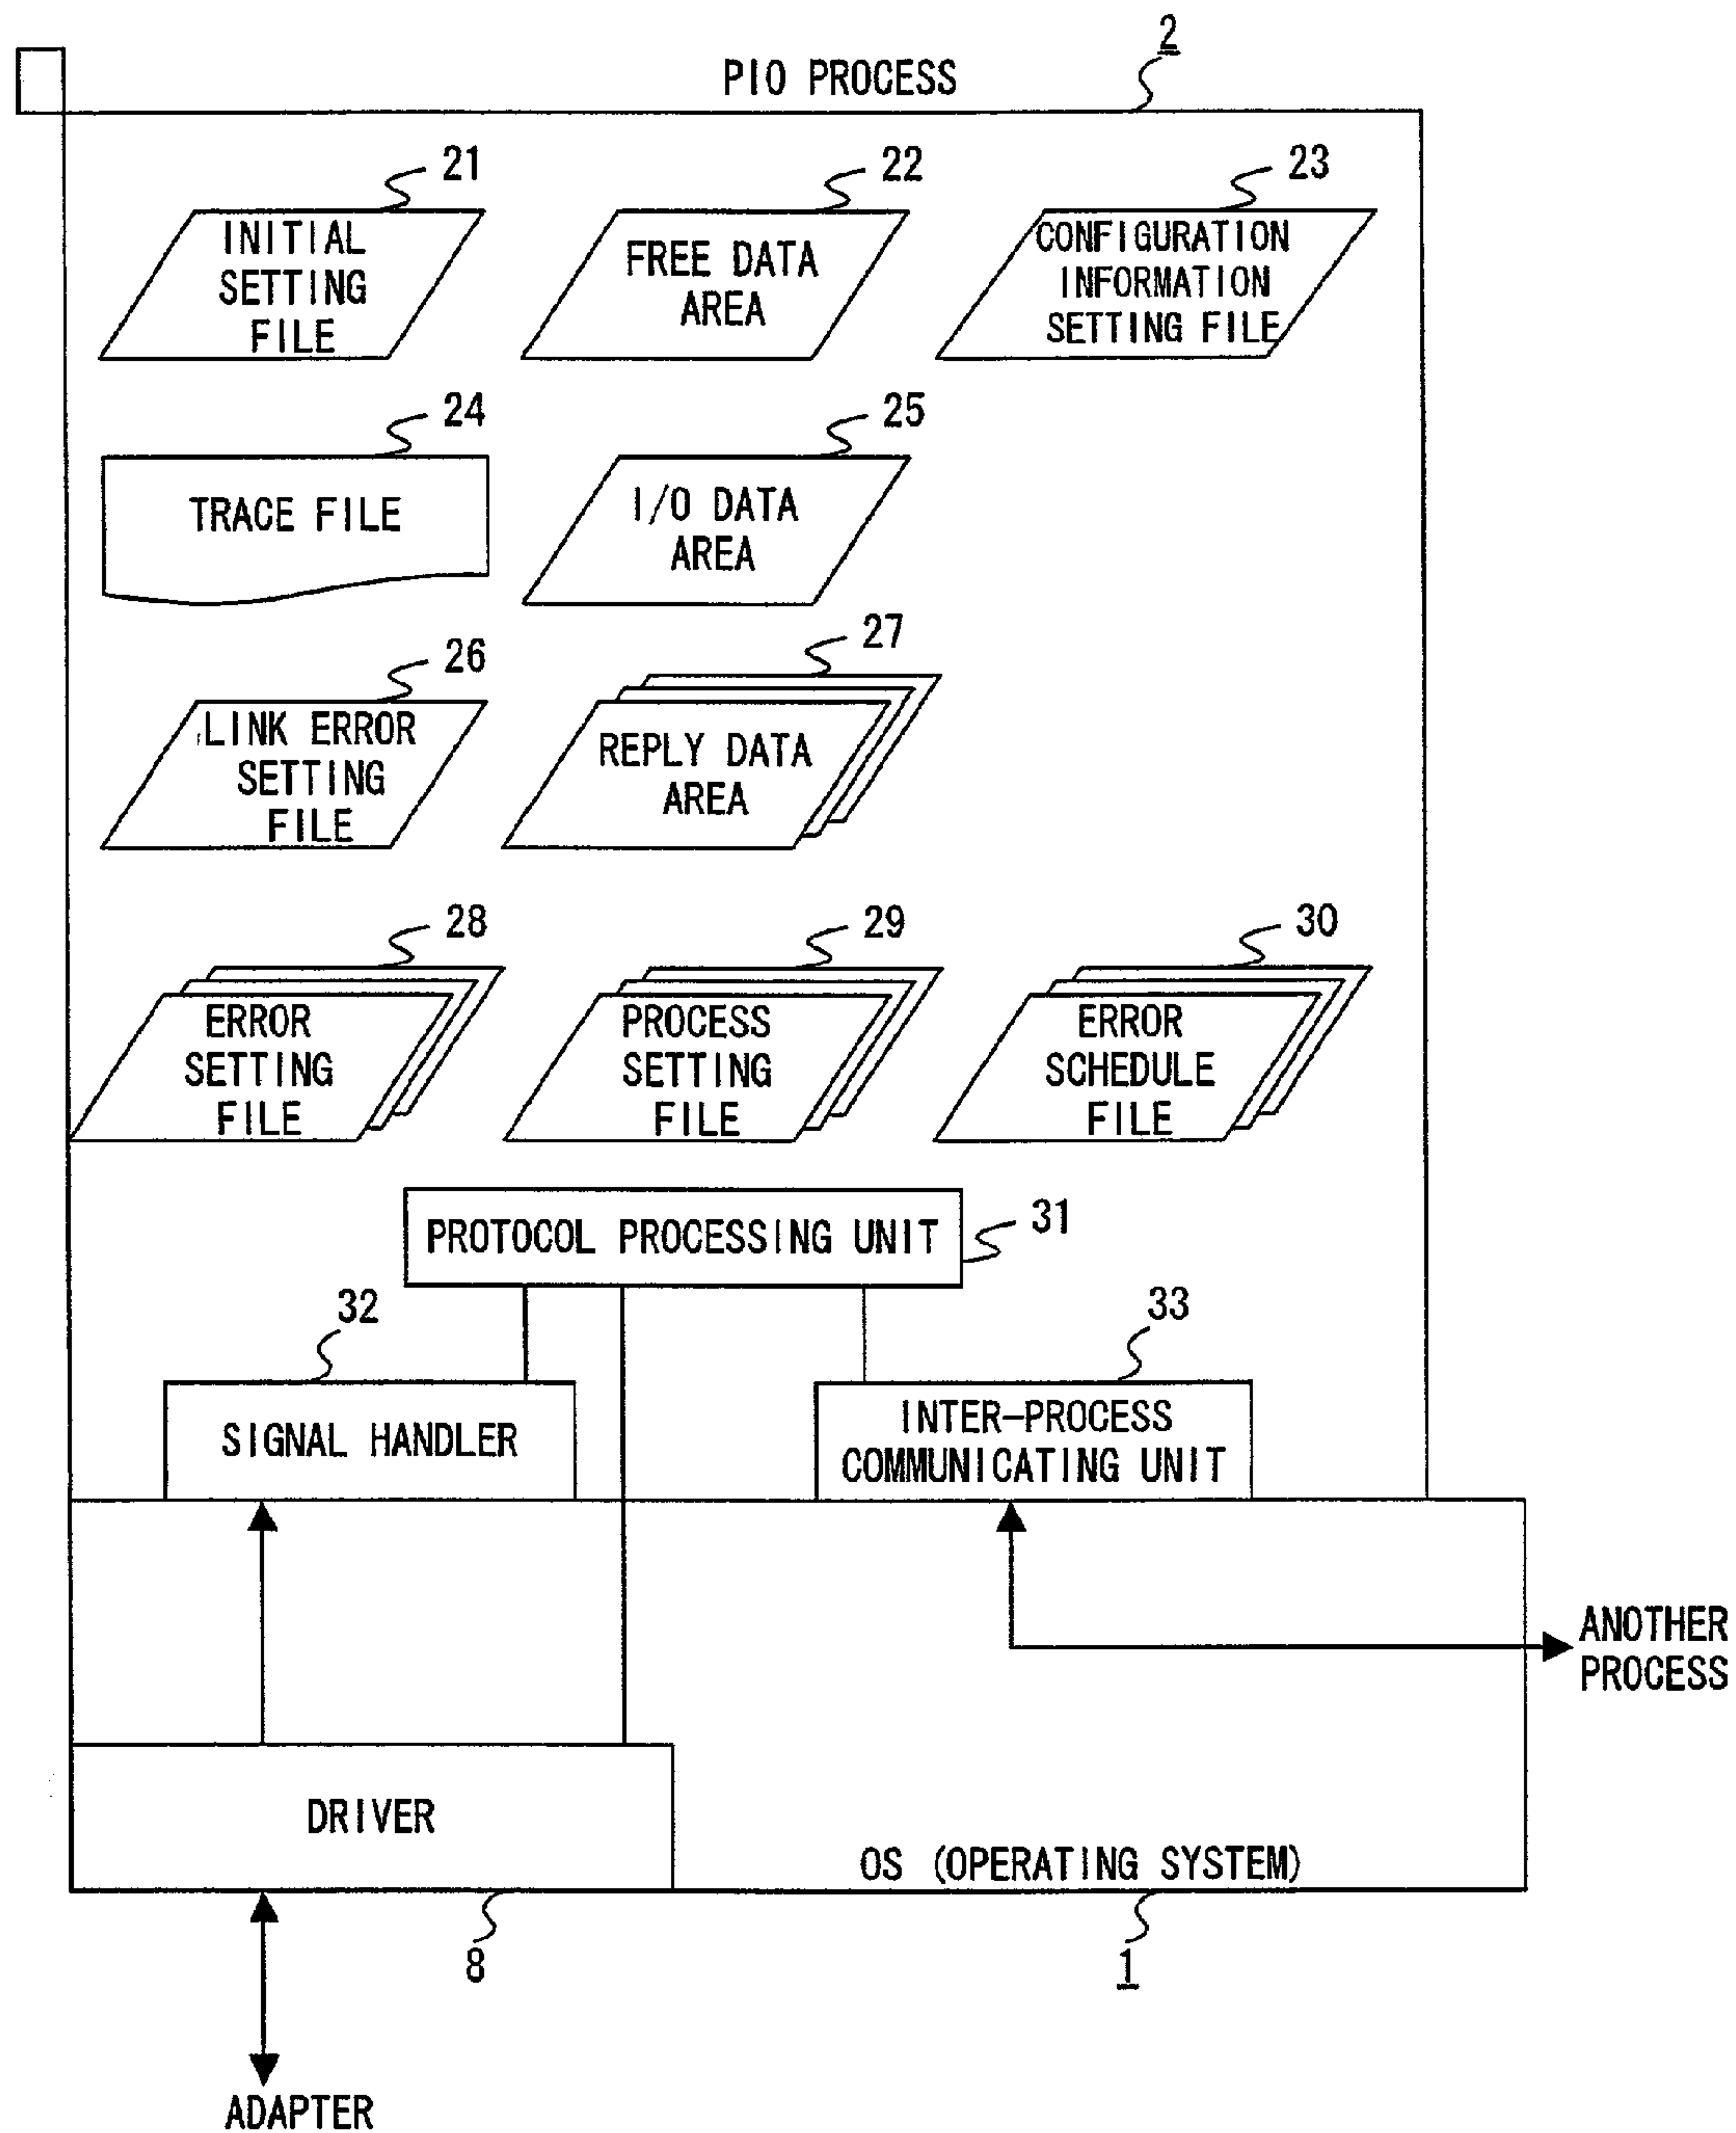 2
PIO PROCESS
21
22
23
INITIAL
SETTING
FILE
FREE DATA
AREA
CONFIGURATION
INFORMATION
SETTING FILE
24
25
TRACE FILE
I/O DATA
AREA
26
27
LINK ERROR
SETTING
FILE
REPLY DATA
AREA
28
29
30
ERROR
SETTING
FILE
PROCESS
SETTING
FILE
ERROR
SCHEDULE
FILE
PROTOCOL PROCESSING UNIT
31
32
33
SIGNAL HANDLER
INTER-PROCESS
COMMUNICATING UNIT
ANOTHER
PROCESS
DRIVER
OS (OPERATING SYSTEM)
8
1
ADAPTER